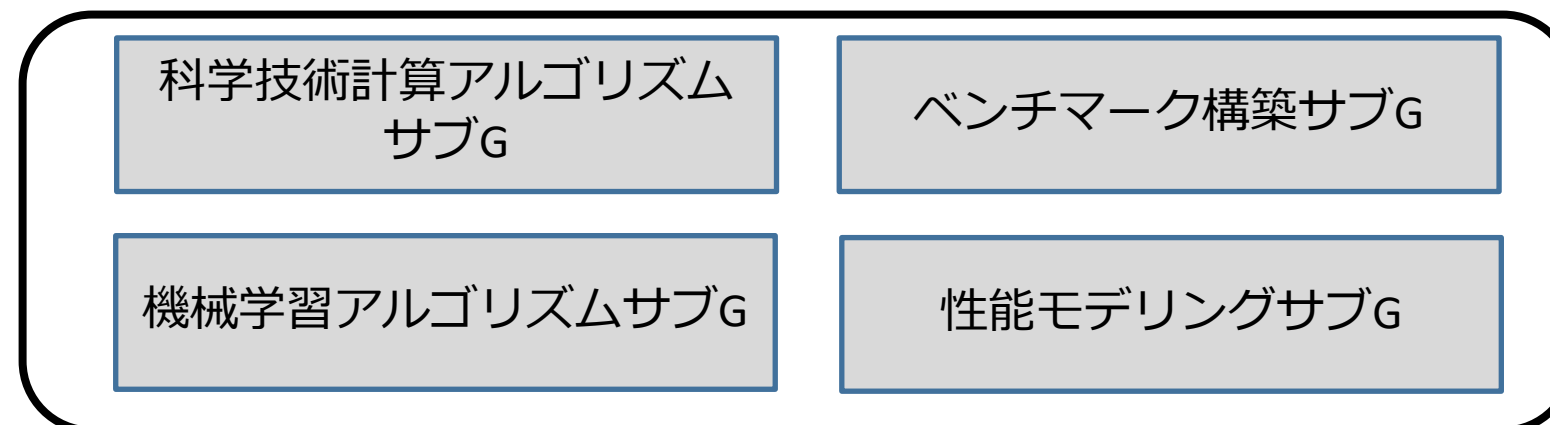 科学技術計算アルゴリズム
サブG
ベンチマーク構築サブG
機械学習アルゴリズムサブG
性能モデリングサブG